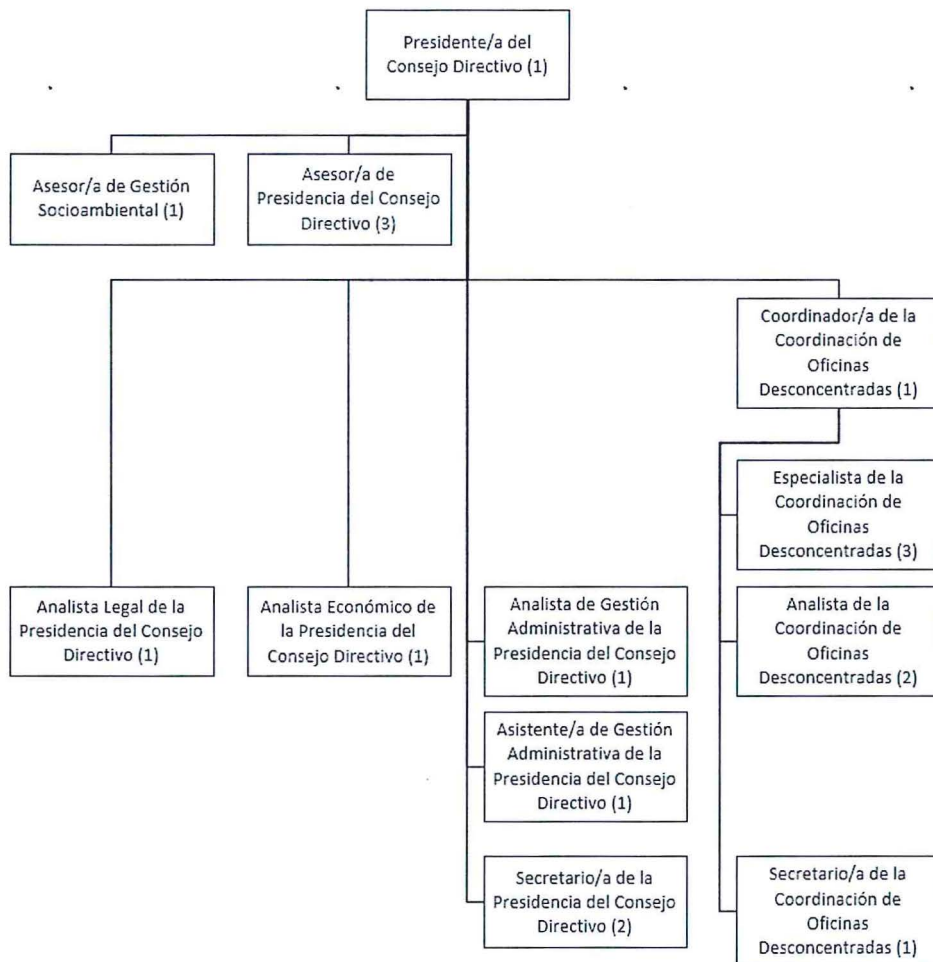 Presidente/a del
Consejo Directivo (1)
Asesor/a de Gestión
Socioambiental (1)
Asesor/a de
Presidencia del Consejo
Directivo (3)
Coordinador/a de la
Coordinación de
Oficinas
Desconcentradas (1)
Especialista de la
Coordinación de
Oficinas
Desconcentradas (3)
Analista Legal de la
Presidencia del Consejo
Directivo (1)
Analista Económico de
la Presidencia del
Consejo Directivo (1)
Analista de Gestión
Administrativa de la
Presidencia del Consejo
Directivo (1)
Analista de la
Coordinación de
Oficinas
Desconcentradas (2)
Asistente/a de Gestión
Administrativa de la
Presidencia del Consejo
Directivo (1)
Secretario/a de la
Presidencia del Consejo
Directivo (2)
Secretario/a de la
Coordinación de
Oficinas
Desconcentradas (1)